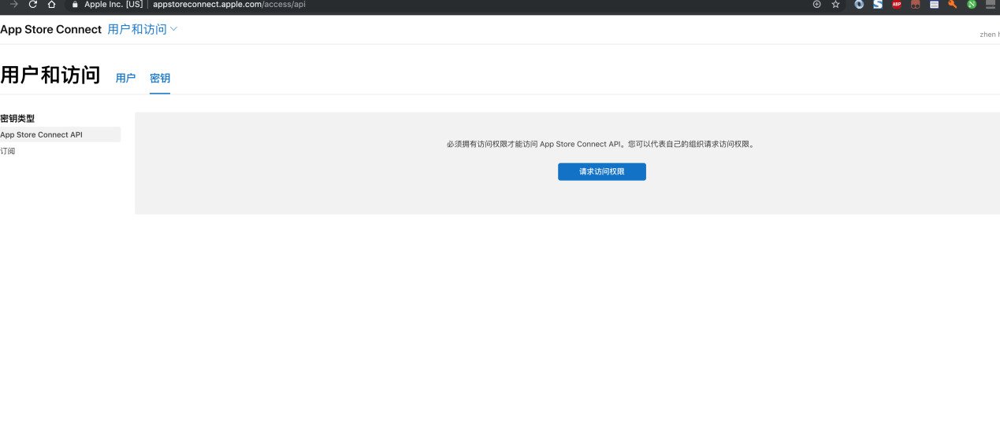 Apple Inc. [US] | appstoreconnect.apple.com/access/api
ABP
App Store Connect 用户和访问
zhen
用户和访问 用户 密钥
密钥类型
App Store Connect API
订阅
必须拥有访问权限才能访问 App Store Connect API。您可以代表自己的组织请求访问权限。
请求访问权限